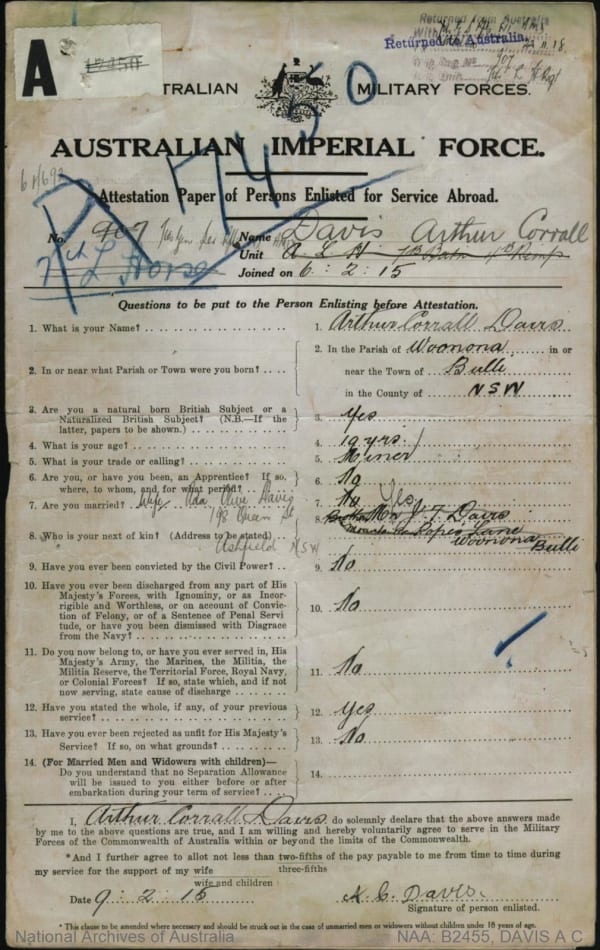 Returned from Australia
Returned to Australia.
A
12450
TRALIAN MILITARY FORCES.
AUSTRALIAN IMPERIAL FORCE.
Attestation Paper of Persons Enlisted for Service Abroad.
No. 907 Name Davis Arthur Corrall
7th L Horse Unit A. L. H.
Joined on 6 : 2 : 15
Questions to be put to the Person Enlisting before Attestation.
1. What is your Name? 1. Arthur Corrall Davis
2. In or near what Parish or Town were you born? 2. In the Parish of Woonona in or
near the Town of Bulli
in the County of NSW
3. Are you a natural born British Subject or a
Naturalized British Subject? (N.B.—If the
latter, papers to be shown.) 3. Yes
4. What is your age? 4. 19 yrs
5. What is your trade or calling? 5. Miner
6. Are you, or have you been, an Apprentice? If so,
where, to whom, and for what period? 6. No
7. Are you married? Wife 7. No Yes
198 Queen St
8. Who is your next of kin? (Address to be stated) 8. Davis
Ashfield NSW Lane
Woonona Bulli
9. Have you ever been convicted by the Civil Power? 9. No
10. Have you ever been discharged from any part of His
Majesty's Forces, with Ignominy, or as Incor-
rigible and Worthless, or on account of Convic-
tion of Felony, or of a Sentence of Penal Servi
tude, or have you been dismissed with Disgrace
from the Navy? 10. No
11. Do you now belong to, or have you ever served in, His
Majesty's Army, the Marines, the Militia, the
Militia Reserve, the Territorial Force, Royal Navy,
or Colonial Forces? If so, state which, and if not
now serving, state cause of discharge 11. No
12. Have you stated the whole, if any, of your previous
service? 12. Yes
13. Have you ever been rejected as unfit for His Majesty's
Service? If so, on what grounds? 13. No
14. (For Married Men and Widowers with children)—
Do you understand that no Separation Allowance
will be issued to you either before or after
embarkation during your term of service? 14.
I, Arthur Corrall Davis do solemnly declare that the above answers made
by me to the above questions are true, and I am willing and hereby voluntarily agree to serve in the Military
Forces of the Commonwealth of Australia within or beyond the limits of the Commonwealth.
*And I further agree to allot not less than two-fifths of the pay payable to me from time to time during
three-fifths
my service for the support of my wife
wife and children
Date 9 : 2 : 15 A. C. Davis.
Signature of person enlisted.
*This clause to be amended where necessary and should be struck out in the case of unmarried men or widowers without children under 18 years of age.
National Archives of Australia NAA: B2455, DAVIS A C